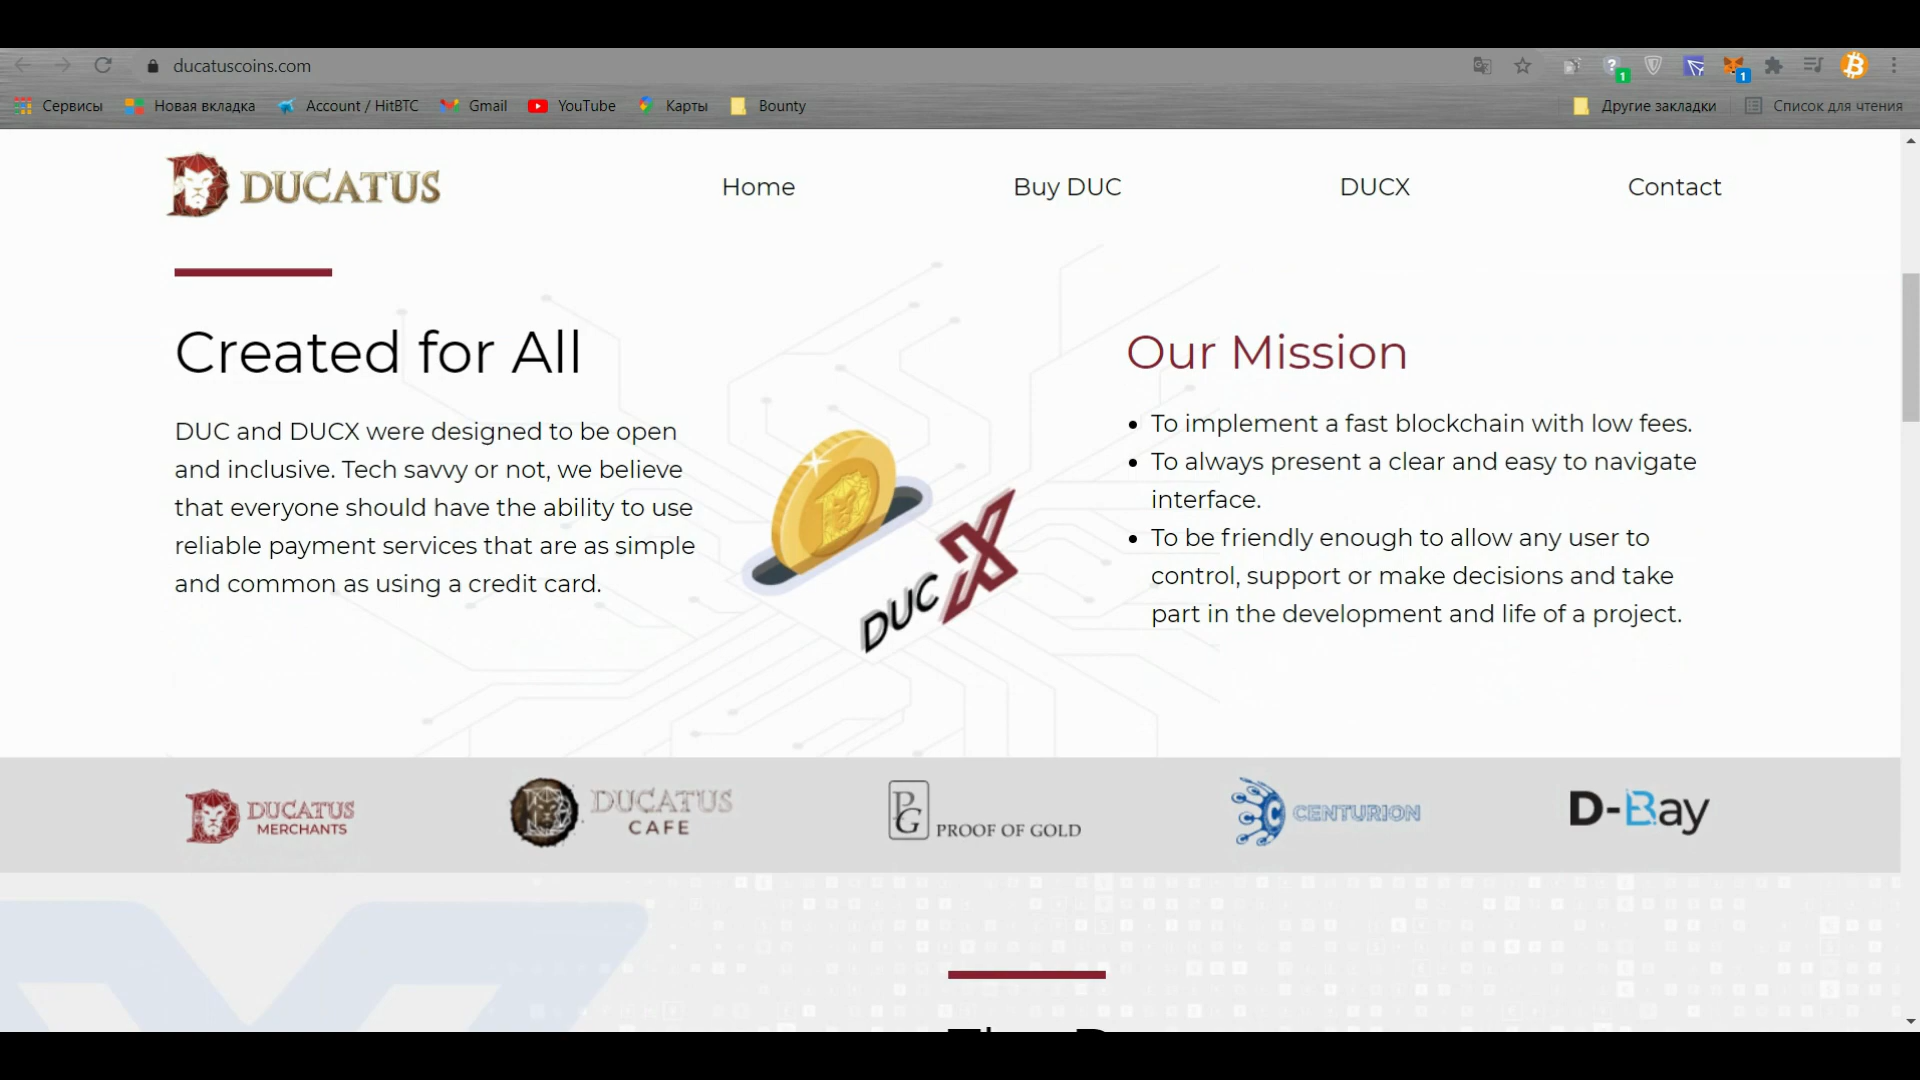 ducatuscoins.com
1
1
Сервисы
Новая вкладка
Account / HitBTC
Gmail
YouTube
Карты
Bounty
Другие закладки
Список для чтения
DUCATUS
Home
Buy DUC
DUCX
Contact
Created for All
DUC and DUCX were designed to be open
and inclusive. Tech savvy or not, we believe
that everyone should have the ability to use
reliable payment services that are as simple
and common as using a credit card.
DUCX
Our Mission
• To implement a fast blockchain with low fees.
• To always present a clear and easy to navigate
interface.
• To be friendly enough to allow any user to
control, support or make decisions and take
part in the development and life of a project.
DUCATUS
MERCHANTS
DUCATUS
CAFE
PG
PROOF OF GOLD
CENTURION
D-Bay